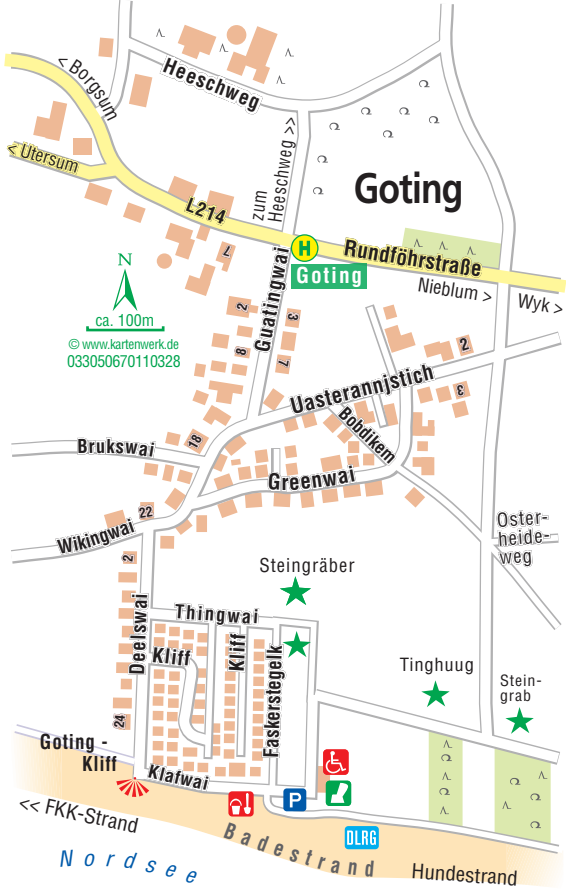 < Borgsum
Heeschweg
< Utersum
zum
Heeschweg >>
Goting
L214
H
Rundföhrstraße
Goting
Nieblum >
Wyk >
7
N
ca. 100m
© www.kartenwerk.de
033050670110328
Guatingwai
2
3
8
7
2
3
Uasterannjstich
Bobdikem
18
Brukswai
Greenwai
22
Wikingwai
Oster-
heide-
weg
2
Deelswai
Steingräber
Thingwai
Kliff
Kliff
Faskerstegelk
Tinghuug
Stein-
grab
24
Goting -
Kliff
Klafwai
P
DLRG
<< FKK-Strand
Badestrand
Hundestrand
Nordsee